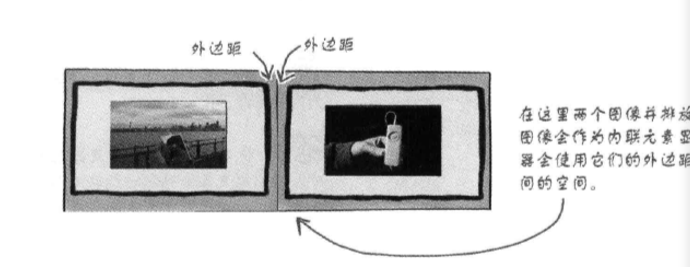 外边距
外边距
在这里两个图像并排放
图像会作为内联元素显
器会使用它们的外边距
间的空间。